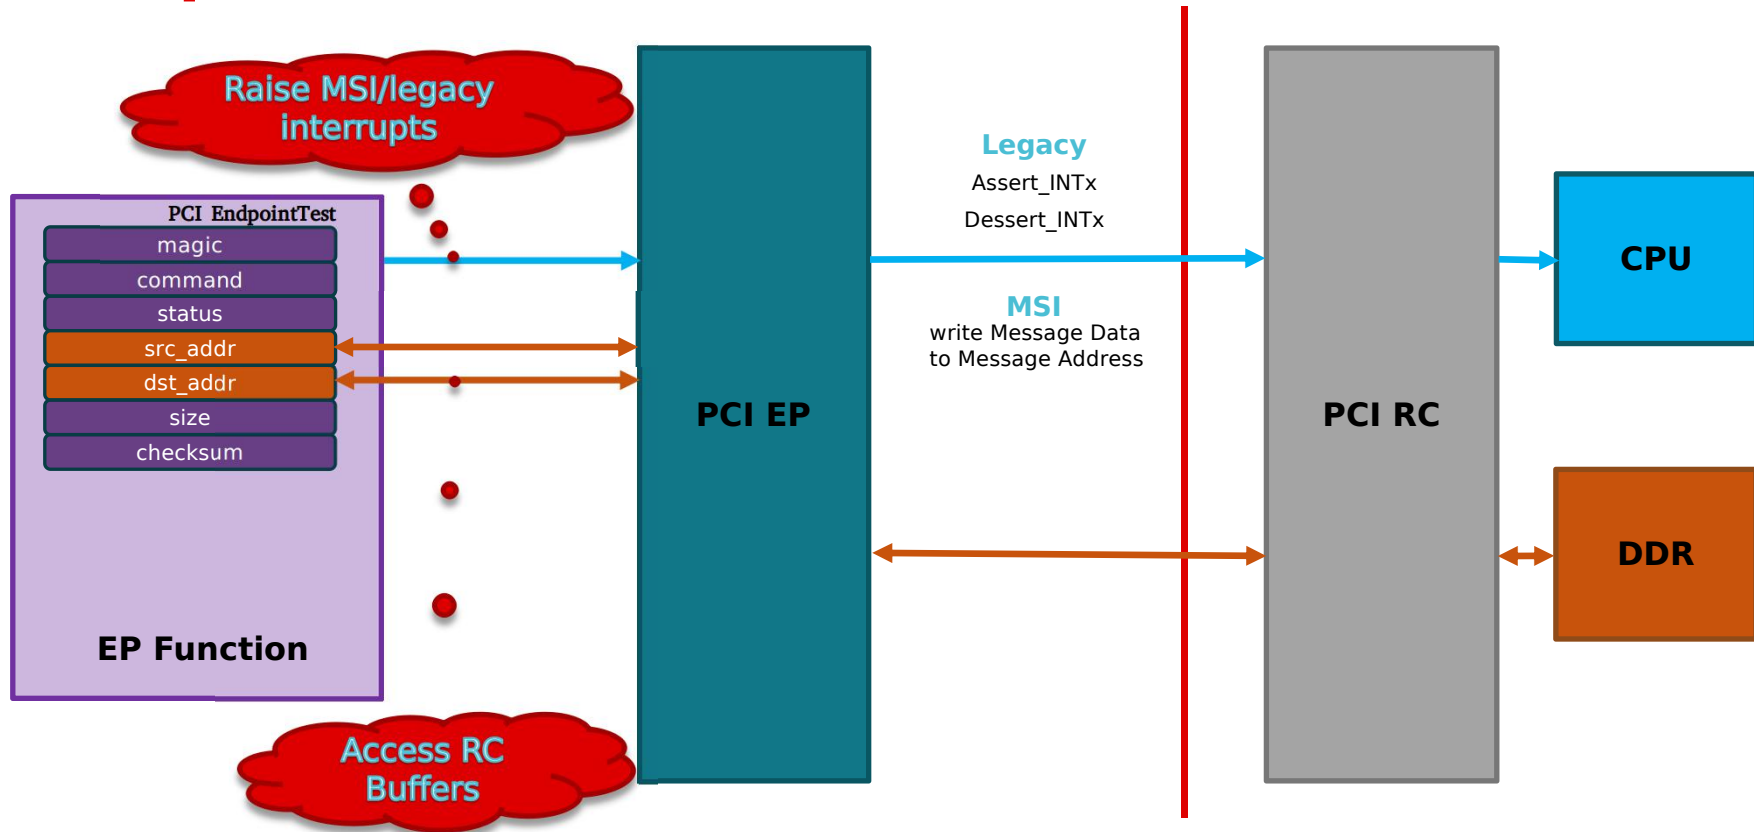 Raise MSI/legacy
interrupts
PCI EndpointTest
magic
command
status
src_addr
dst_addr
size
checksum
EP Function
Access RC
Buffers
PCI EP
Legacy
Assert_INTx
Dessert_INTx
MSI
write Message Data
to Message Address
PCI RC
CPU
DDR